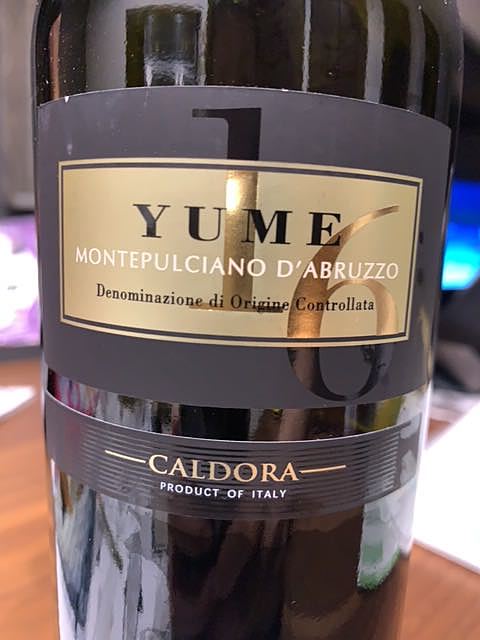 16
YUME
MONTEPULCIANO D'ABRUZZO
Denominazione di Origine Controllata
CALDORA
PRODUCT OF ITALY